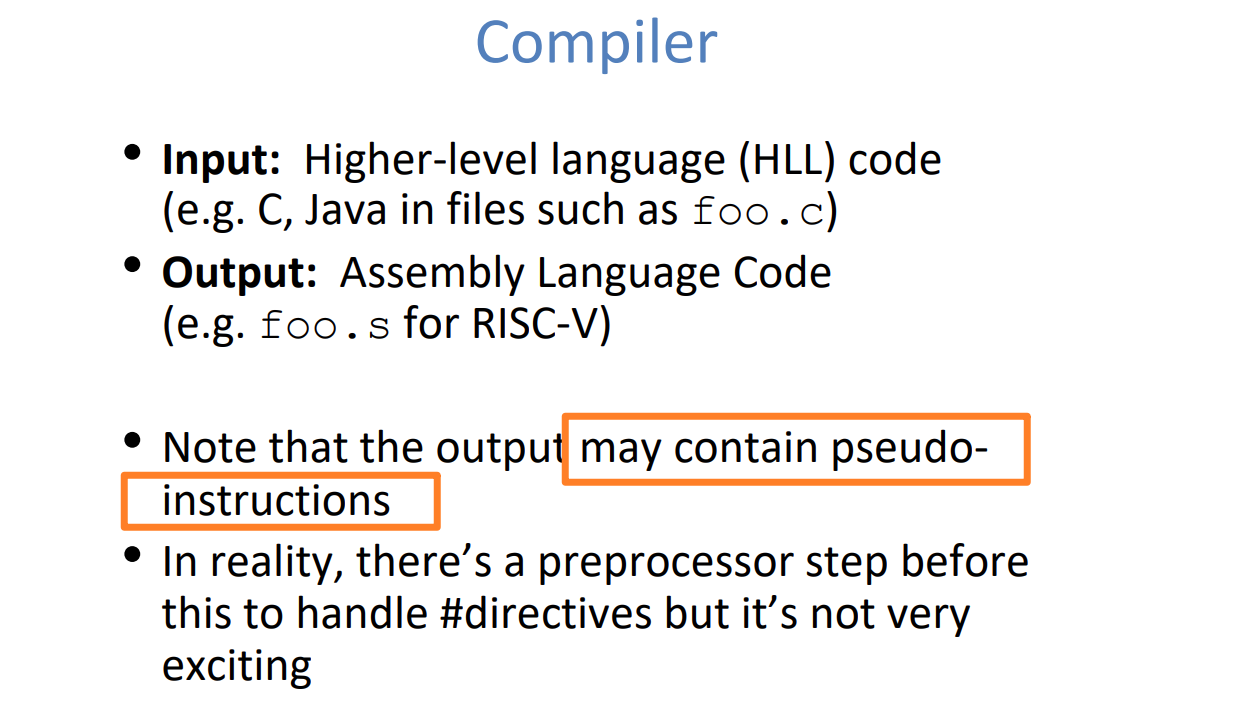 Compiler
• Input: Higher-level language (HLL) code
(e.g. C, Java in files such as foo.c)
• Output: Assembly Language Code
(e.g. foo.s for RISC-V)
• Note that the output may contain pseudo-
instructions
• In reality, there’s a preprocessor step before
this to handle #directives but it’s not very
exciting